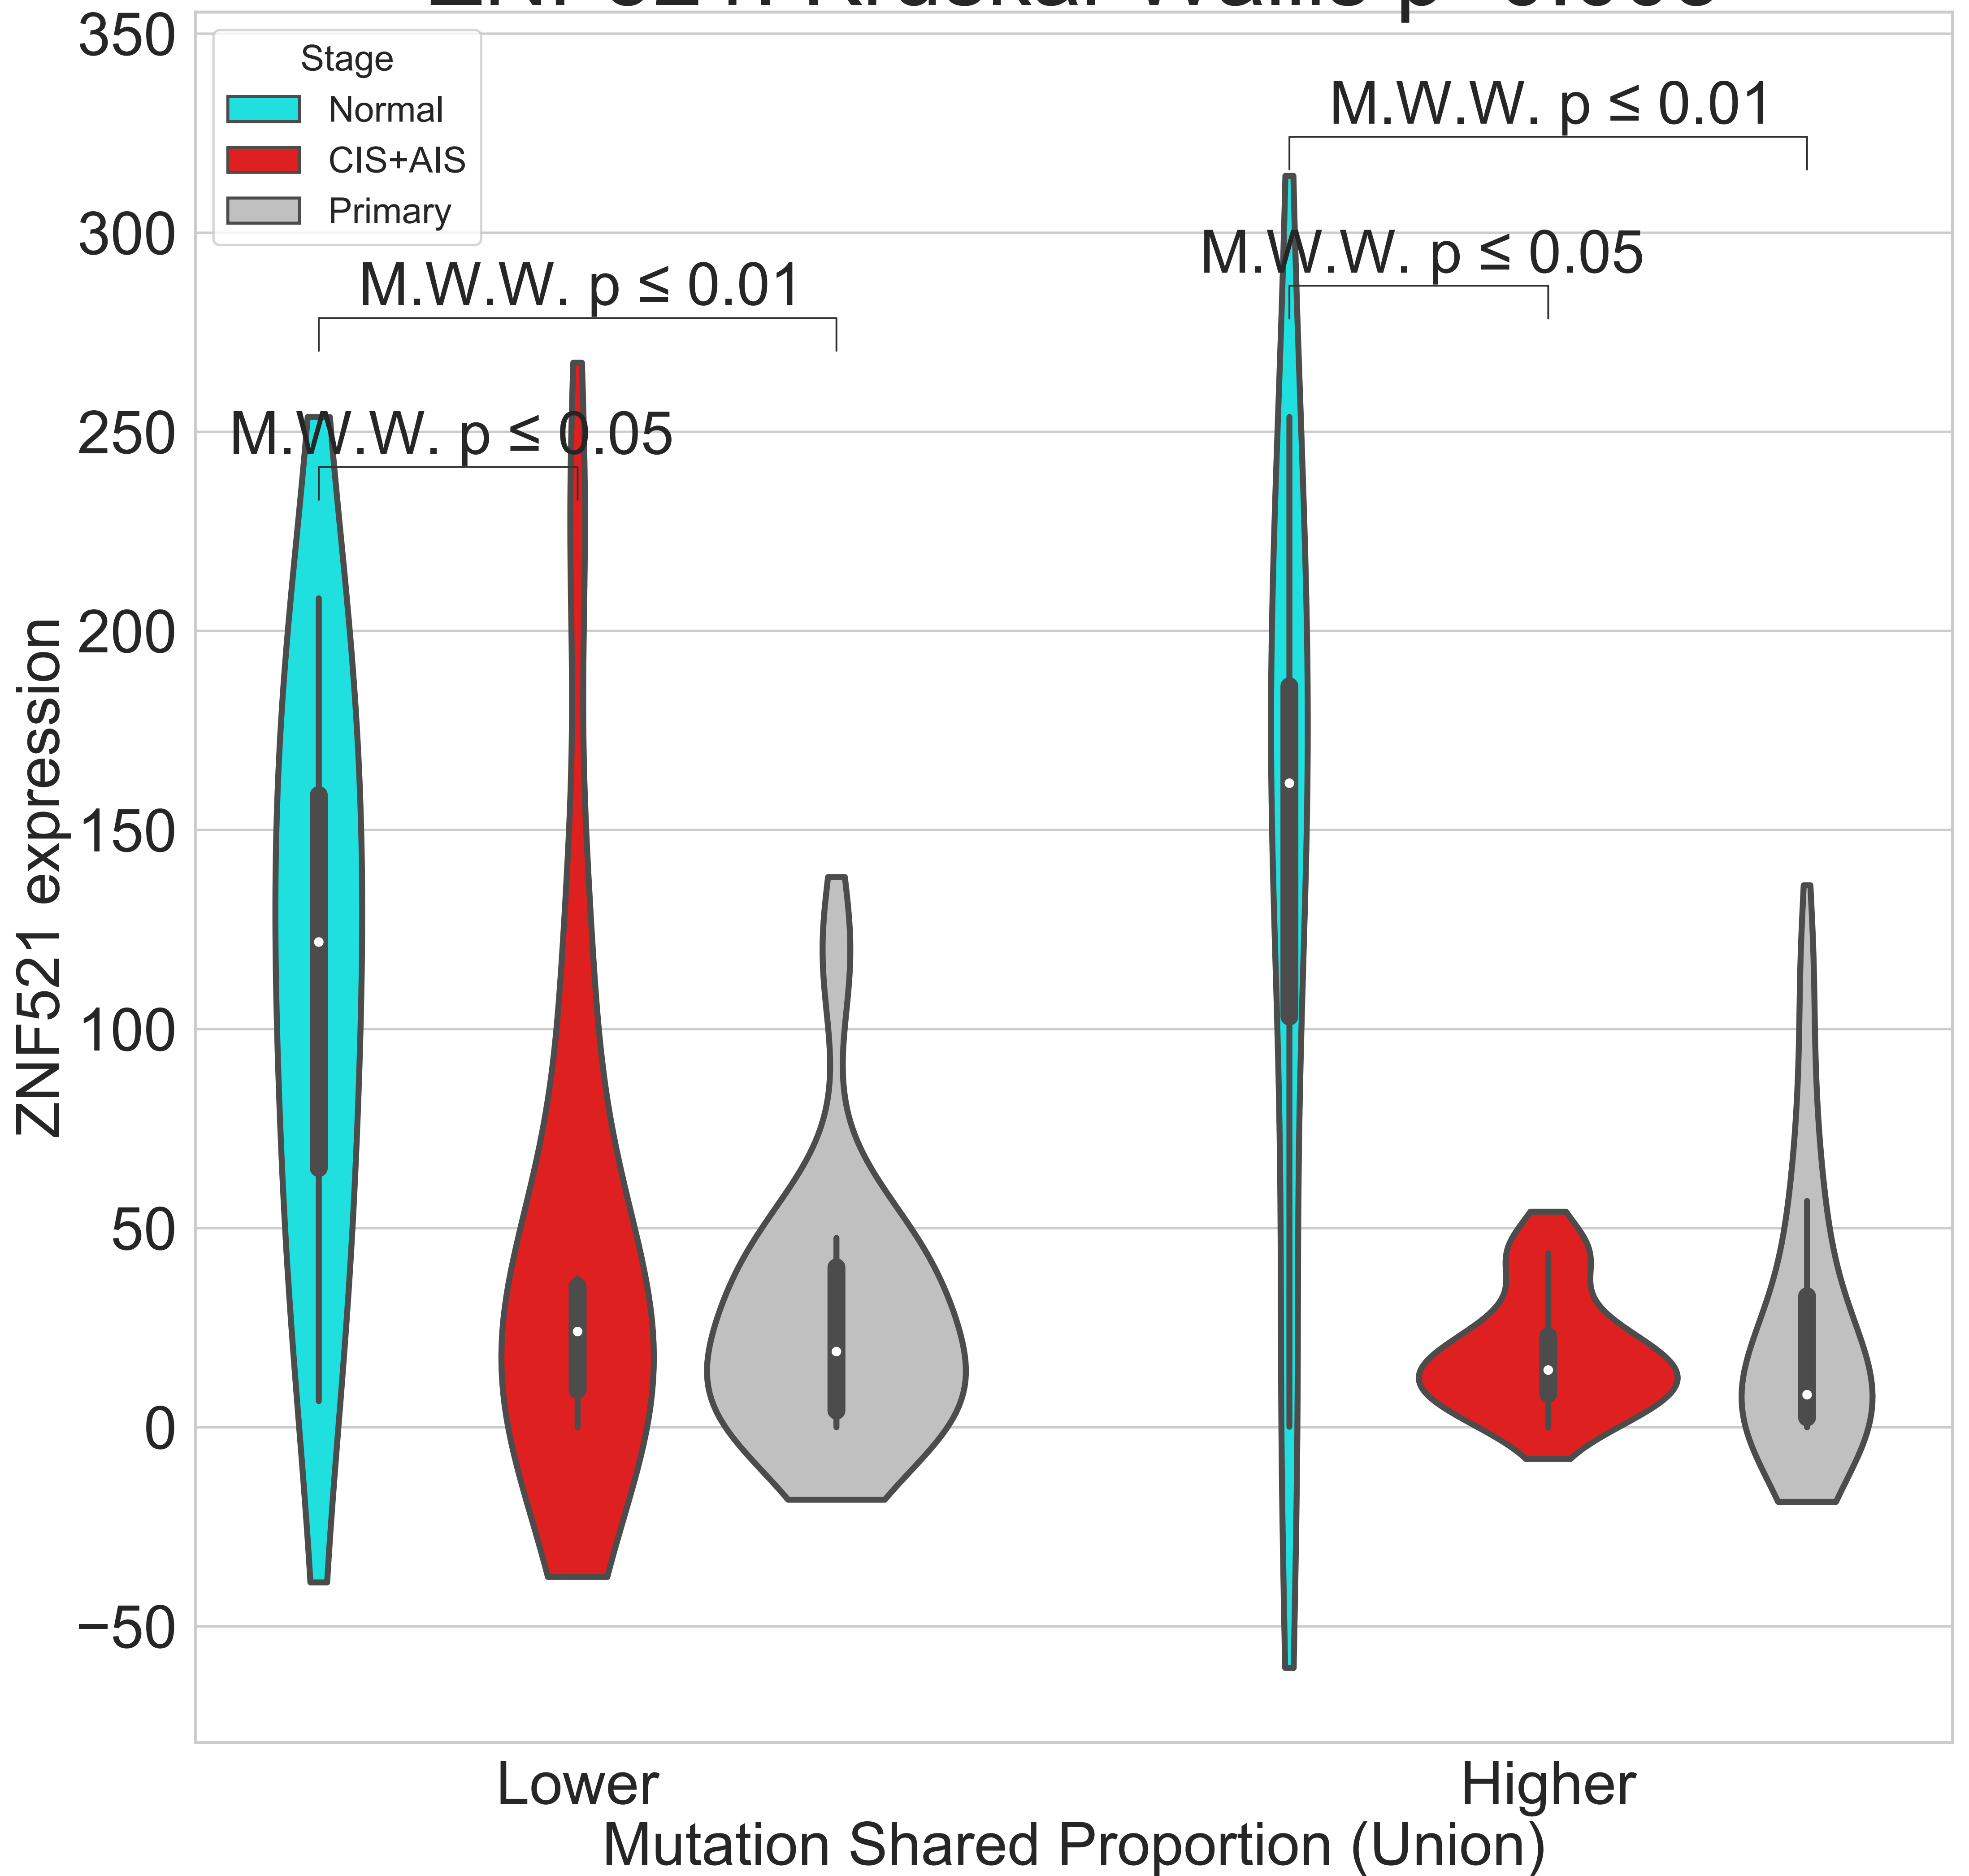 350
Stage
Normal
CIS+AIS
Primary
M.W.W. p ≤ 0.01
300
M.W.W. p ≤ 0.05
M.W.W. p ≤ 0.01
250
M.W.W. p ≤ 0.05
200
150
100
50
0
−50
ZNF521 expression
Lower
Higher
Mutation Shared Proportion (Union)